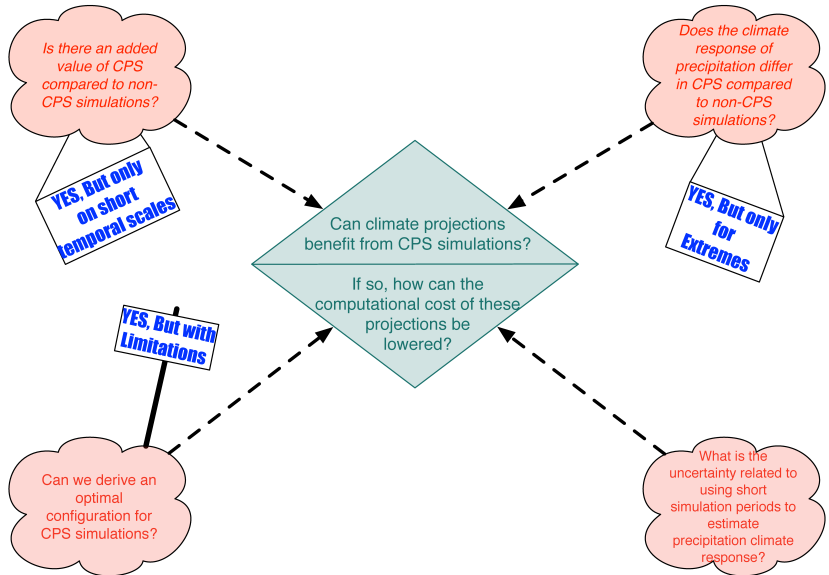 Is there an added
value of CPS
compared to non-
CPS simulations?
Does the climate
response of
precipitation differ
in CPS compared
to non-CPS
simulations?
YES, But only
on short
temporal scales
YES, But only
for
Extremes
Can climate projections
benefit from CPS simulations?
If so, how can the
computational cost of these
projections be
lowered?
YES, But with
Limitations
Can we derive an
optimal
configuration for
CPS simulations?
What is the
uncertainty related to
using short
simulation periods to
estimate
precipitation climate
response?